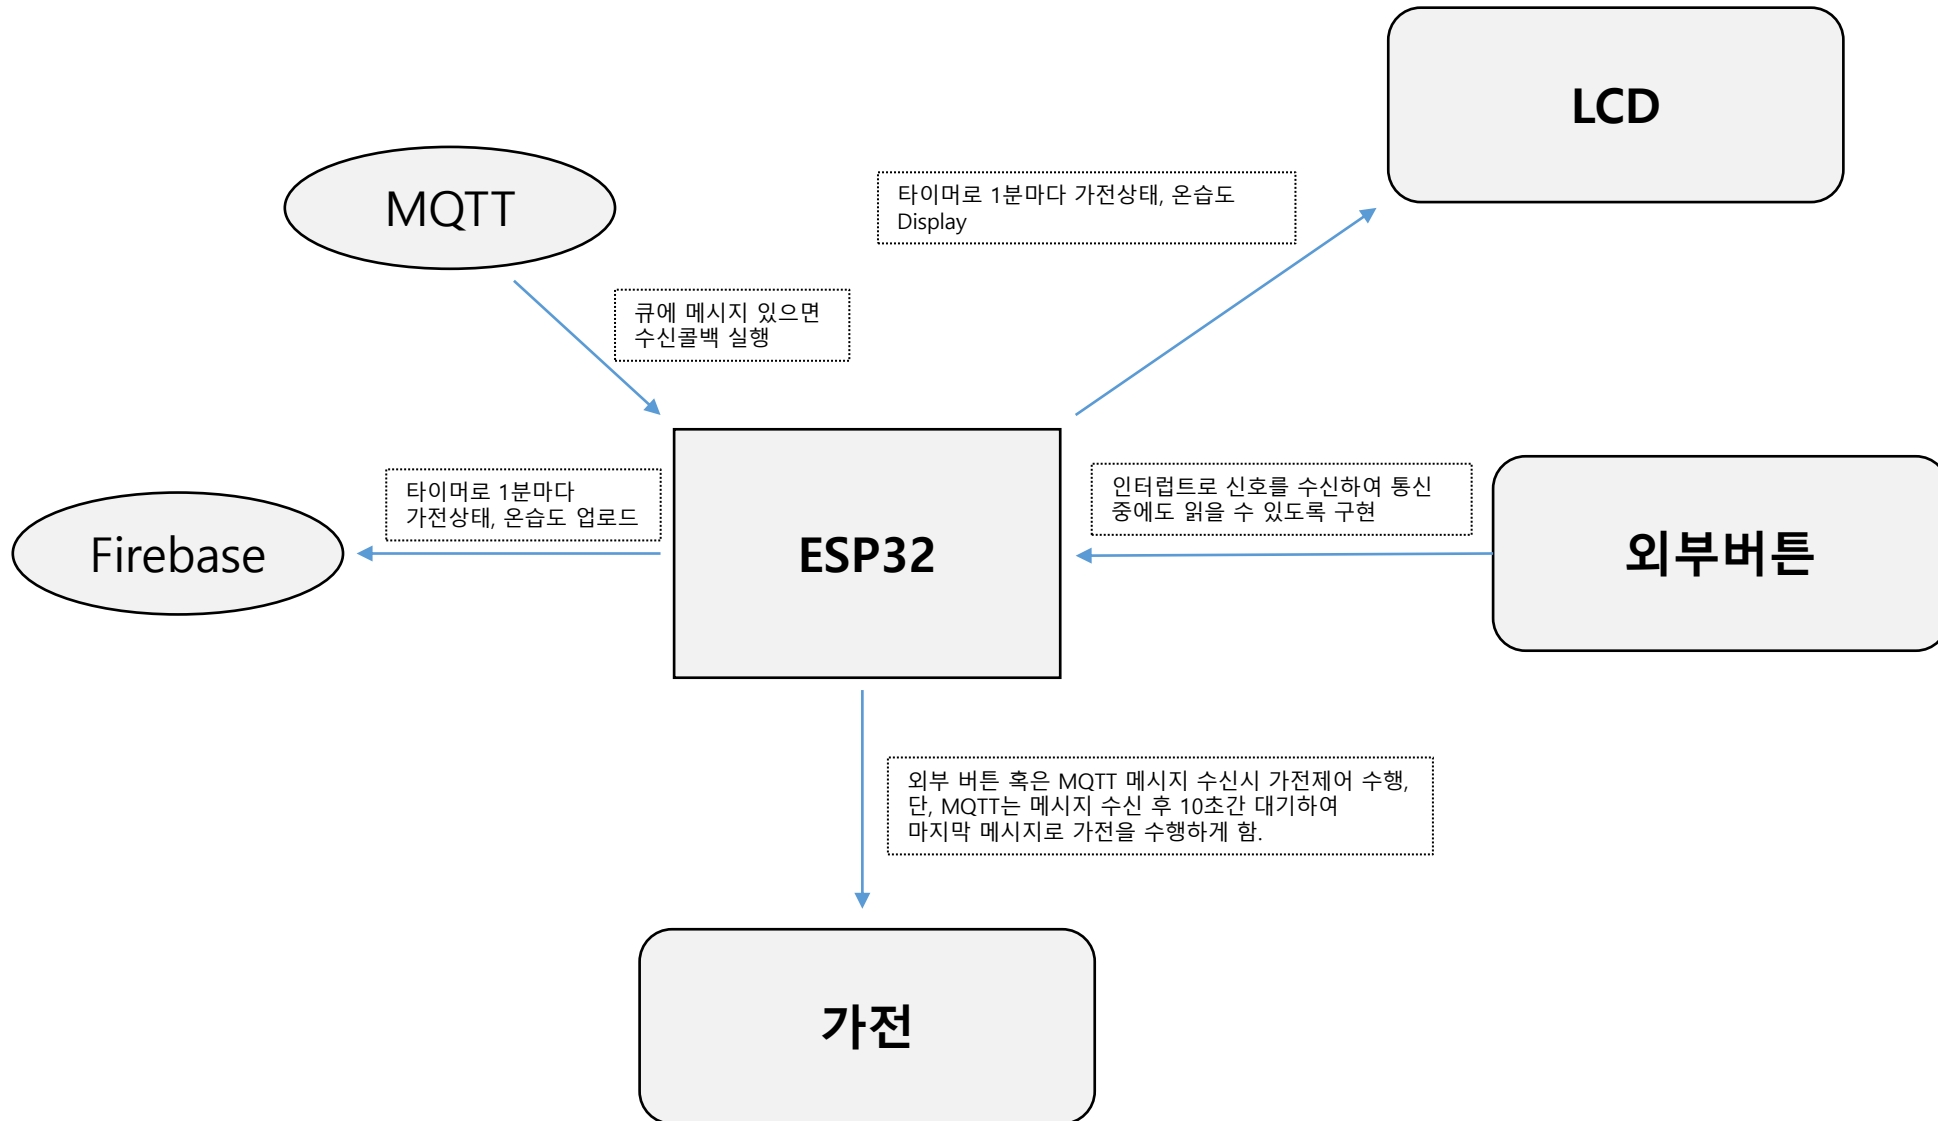 LCD
MQTT
타이머로 1분마다 가전상태, 온습도
Display
큐에 메시지 있으면
수신콜백 실행
타이머로 1분마다
가전상태, 온습도 업로드
인터럽트로 신호를 수신하여 통신
중에도 읽을 수 있도록 구현
Firebase
ESP32
외부버튼
외부 버튼 혹은 MQTT 메시지 수신시 가전제어 수행,
단, MQTT는 메시지 수신 후 10초간 대기하여
마지막 메시지로 가전을 수행하게 함.
가전